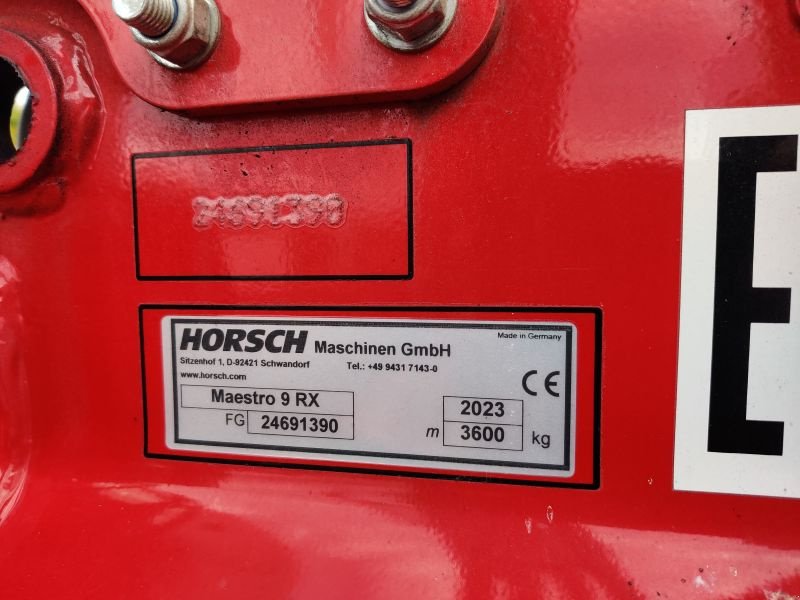 24691390
HORSCH Maschinen GmbH
Made in Germany
Sitzenhof 1, D-92421 Schwandorf Tel.: +49 9431 7143-0
www.horsch.com
CE
Maestro 9 RX
2023
FG 24691390
m 3600 kg
E